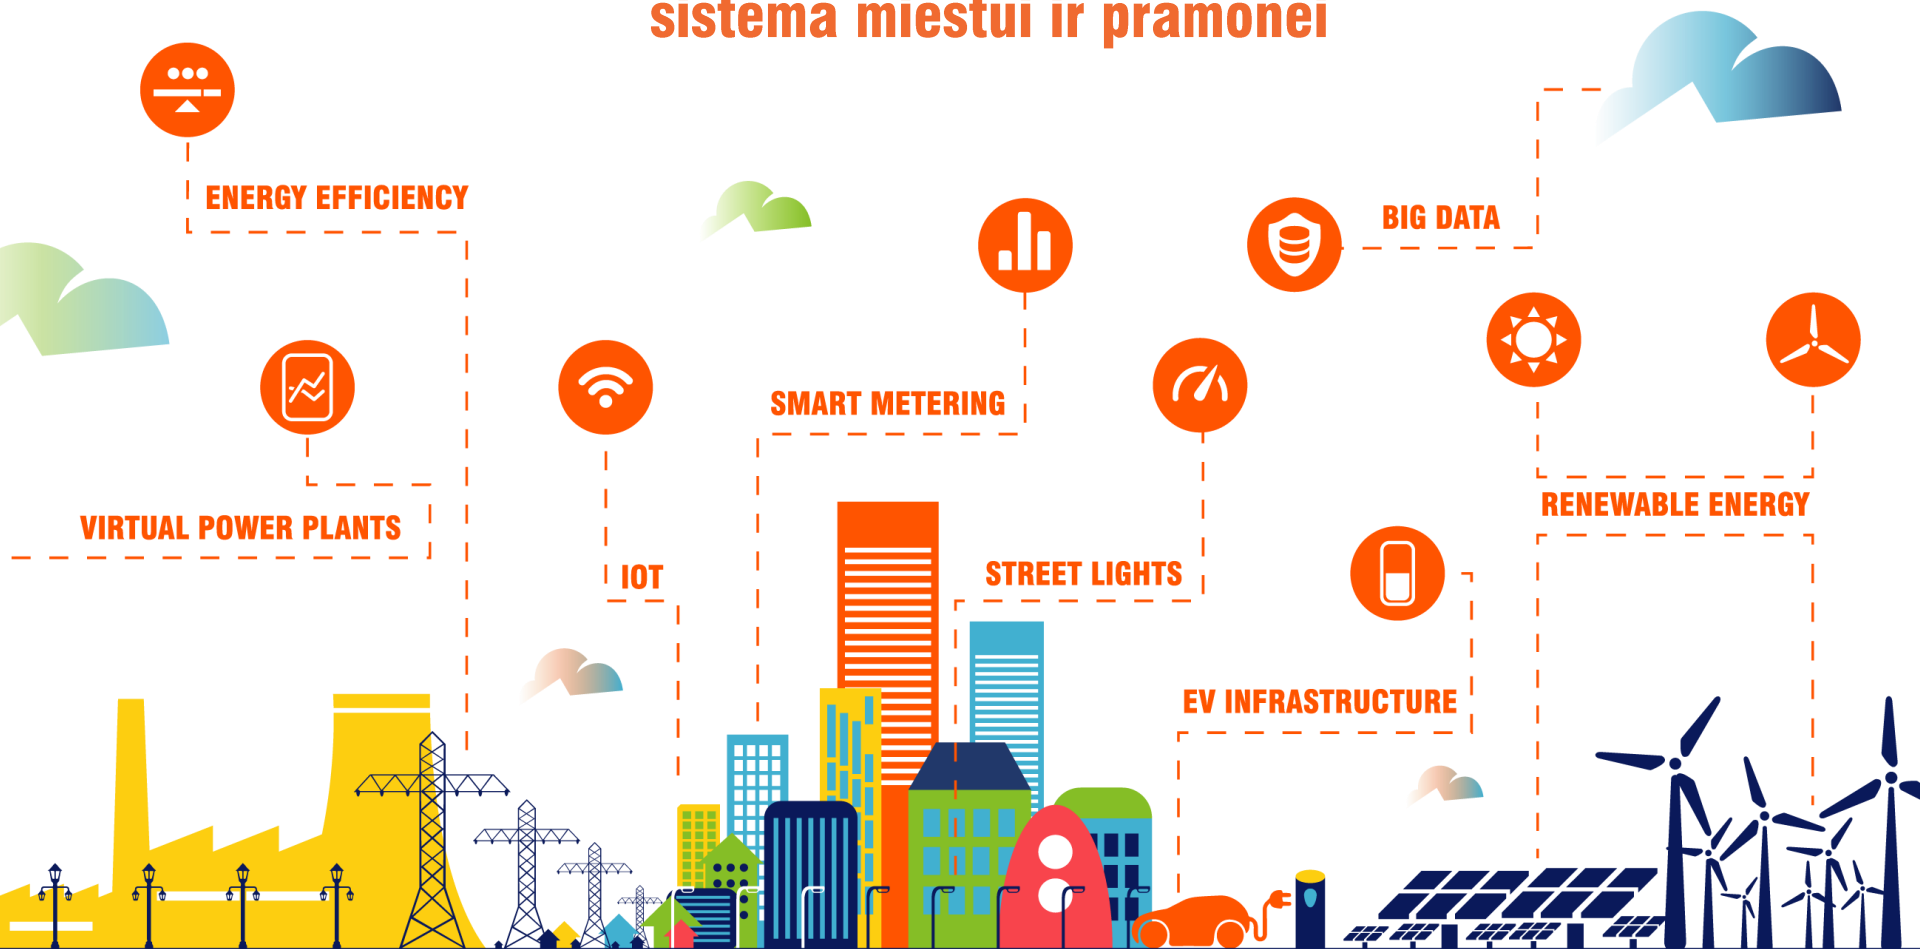 sistema miestui ir pramonei
ENERGY EFFICIENCY
BIG DATA
SMART METERING
RENEWABLE ENERGY
VIRTUAL POWER PLANTS
IOT
STREET LIGHTS
EV INFRASTRUCTURE